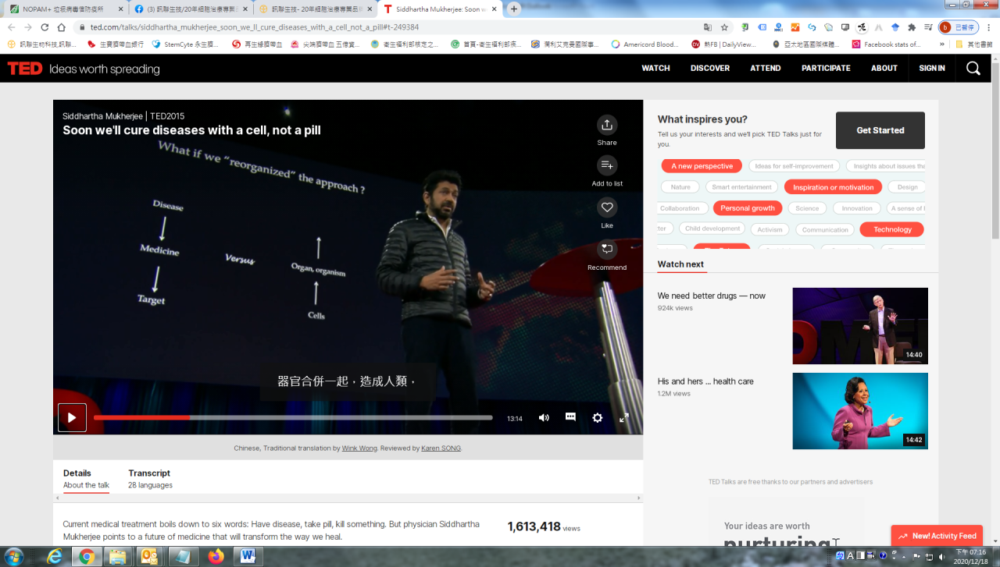 NOPAM+ 垃圾病毒信防疫所
(3) 訊聯生技/20年細胞治療專業品
訊聯生技- 20年細胞治療專業品牌
Siddhartha Mukherjee: Soon w
ted.com/talks/siddhartha_mukherjee_soon_we_ll_cure_diseases_with_a_cell_not_a_pill#t-249384
已暫停
訊聯生物科技,訊聯...
生寶臍帶血銀行
StemCyte 永生臍...
再生緣臍帶血
尖端臍帶血 五億資...
衛生福利部核定之...
首頁-衛生福利部疾...
灣利艾克曼國際事...
Americord Blood...
熱FB | DailyView...
亞太地區國際媒體...
Facebook stats of...
»
其他書籤
TED Ideas worth spreading
WATCH DISCOVER ATTEND PARTICIPATE ABOUT SIGN IN
Siddhartha Mukherjee | TED2015
Soon we'll cure diseases with a cell, not a pill
What if we “reorganized” the approach ?
Disease
Medicine
Target
Versus
Organ, organism
Cells
Share
Add to list
Like
Recommend
器官合併一起，造成人類，
13:14
Chinese, Traditional translation by Wink Wong. Reviewed by Karen SONG.
Details
About the talk
Transcript
28 languages
Current medical treatment boils down to six words: Have disease, take pill, kill something. But physician Siddhartha
Mukherjee points to a future of medicine that will transform the way we heal.
1,613,418 views
What inspires you?
Tell us your interests and we'll pick TED Talks just for
you.
Get Started
A new perspective Ideas for self-improvement Insights about issues tha
Nature Smart entertainment Inspiration or motivation Design
Collaboration Personal growth Science Innovation A sense of
ter Child development Activism Communication Technology
Watch next
We need better drugs — now
924k views
14:40
His and hers ... health care
1.2M views
14:42
TED Talks are free thanks to our partners and advertisers
Your ideas are worth
nurturing
New! Activity Feed
下午 07:16
2020/12/18